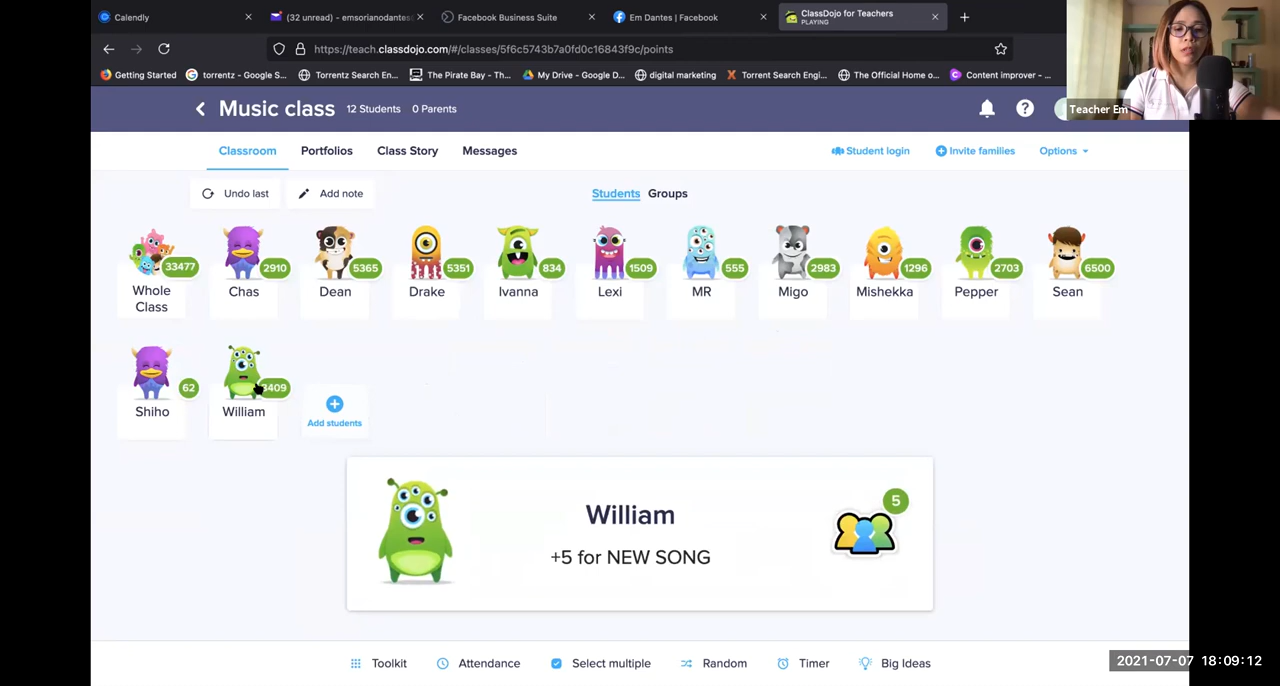 Calendly
(32 unread) - emsorianodantes
Facebook Business Suite
Em Dantes | Facebook
ClassDojo for Teachers
PLAYING
https://teach.classdojo.com/#/classes/5f6c5743b7a0fd0c16843f9c/points
Getting Started
torrentz - Google S...
Torrentz Search En...
The Pirate Bay - Th...
My Drive - Google D...
digital marketing
Torrent Search Engi...
The Official Home o...
Content improver - ...
Music class
12 Students
0 Parents
Teacher Em
Classroom
Portfolios
Class Story
Messages
Student login
Invite families
Options
Undo last
Add note
Students
Groups
33477
2910
5365
5351
834
1509
555
2983
1296
2703
6500
Whole Class
Chas
Dean
Drake
Ivanna
Lexi
MR
Migo
Mishekka
Pepper
Sean
62
Shiho
William
Add students
5
William
+5 for NEW SONG
Toolkit
Attendance
Select multiple
Random
Timer
Big Ideas
2021-07-07 18:09:12